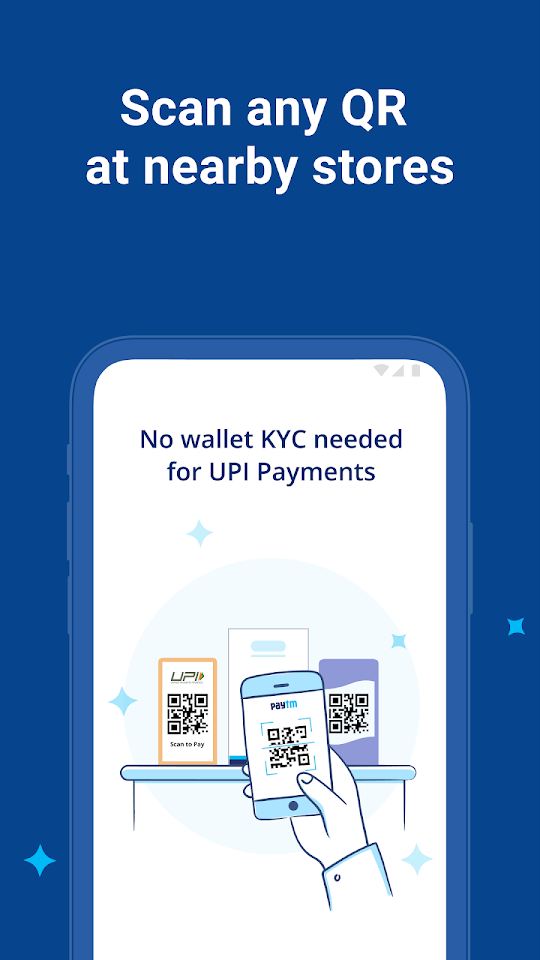 Scan any QR
at nearby stores
No wallet KYC needed
for UPI Payments
UPI
paytm
Scan to Pay